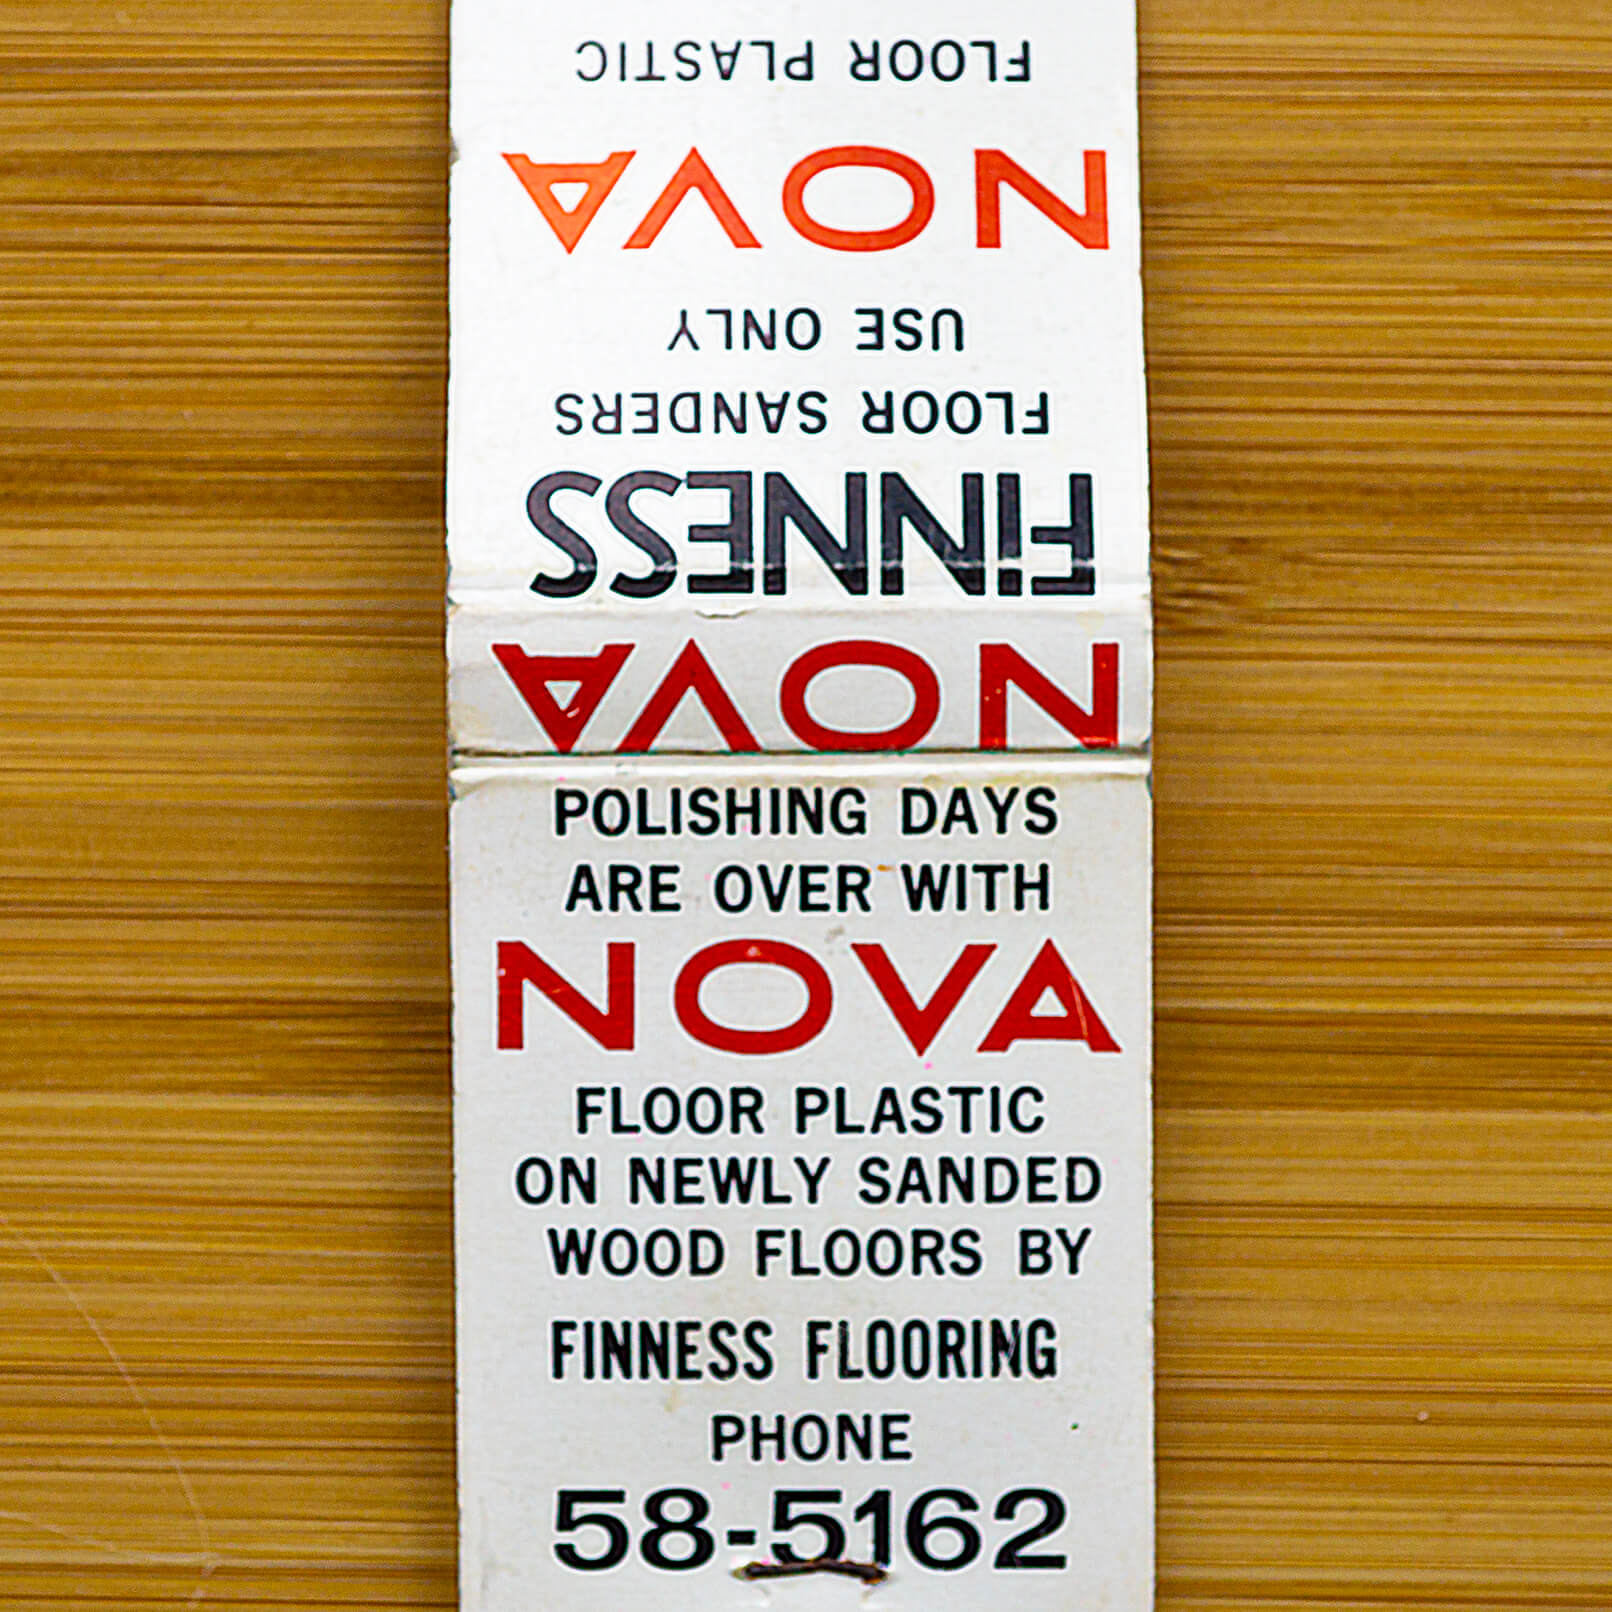 FINNESS
FLOOR SANDERS
USE ONLY
NOVA
FLOOR PLASTIC
NOVA
POLISHING DAYS
ARE OVER WITH
NOVA
FLOOR PLASTIC
ON NEWLY SANDED
WOOD FLOORS BY
FINNESS FLOORING
PHONE
58-5162